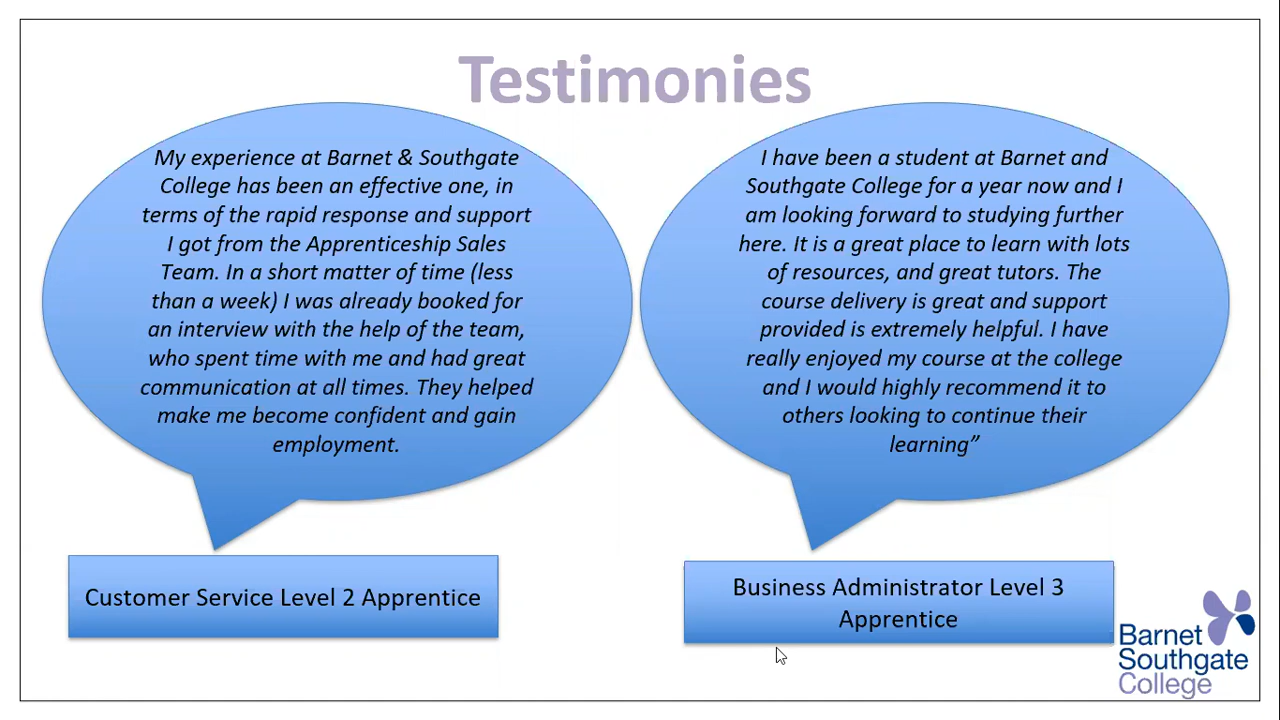 Testimonies
My experience at Barnet & Southgate
College has been an effective one, in
terms of the rapid response and support
I got from the Apprenticeship Sales
Team. In a short matter of time (less
than a week) I was already booked for
an interview with the help of the team,
who spent time with me and had great
communication at all times. They helped
make me become confident and gain
employment.
Customer Service Level 2 Apprentice
I have been a student at Barnet and
Southgate College for a year now and I
am looking forward to studying further
here. It is a great place to learn with lots
of resources, and great tutors. The
course delivery is great and support
provided is extremely helpful. I have
really enjoyed my course at the college
and I would highly recommend it to
others looking to continue their
learning”
Business Administrator Level 3
Apprentice
Barnet
Southgate
College